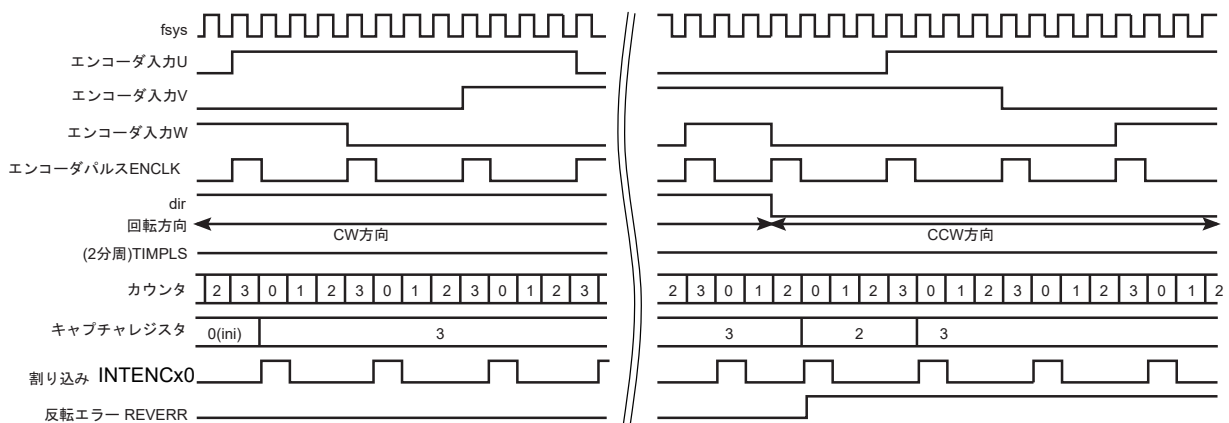 fsys
エンコーダ入力U
エンコーダ入力V
エンコーダ入力W
エンコーダパルスENCLK
dir
回転方向
CW方向
CCW方向
(2分周)TIMPLS
カウンタ
2 3 0 1 2 3 0 1 2 3 0 1 2 3
2 3 0 1 2 0 1 2 3 0 1 2 3 0 1 2 3 0 1 2
キャプチャレジスタ
0(ini)
3
3
2
3
割り込み INTENCx0
反転エラー REVERR